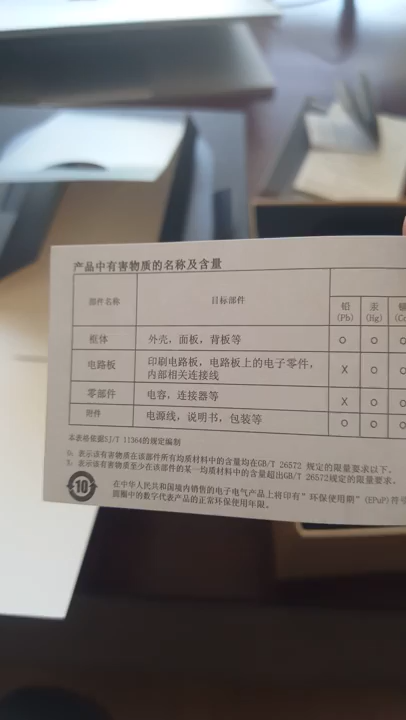 产品中有害物质的名称及含量
部件名称 目标部件 铅 汞
(Pb) (Hg)
框体 外壳，面板，背板等 O O O
电路板 印刷电路板，电路板上的电子零件，
内部相关连接线 X O O
零部件 电容，连接器等 X O O
附件 电源线，说明书，包装等 O O O
本表格依据SJ/T 11364的规定编制
O：表示该有害物质在该部件所有均质材料中的含量均在GB/T 26572 规定的限量要求以下。
X：表示该有害物质至少在该部件的某一均质材料中的含量超出GB/T 26572规定的限量要求。
10
在中华人民共和国境内销售的电子电气产品上将印有"环保使用期"(EPuP)符号
圆圈中的数字代表产品的正常环保使用年限。